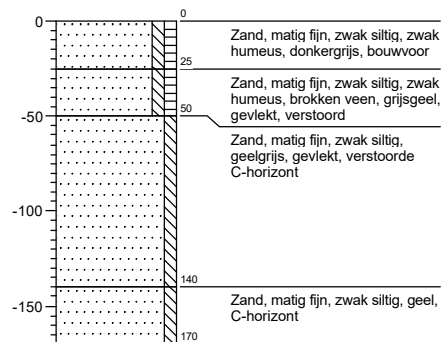 0
0
Zand, matig fijn, zwak siltig, zwak
humeus, donkergrijs, bouwvoor
25
Zand, matig fijn, zwak siltig, zwak
humeus, brokken veen, grijsgeel,
gevlekt, verstoord
-50
50
Zand, matig fijn, zwak siltig,
geelgrijs, gevlekt, verstoorde
C-horizont
-100
140
Zand, matig fijn, zwak siltig, geel,
C-horizont
-150
170